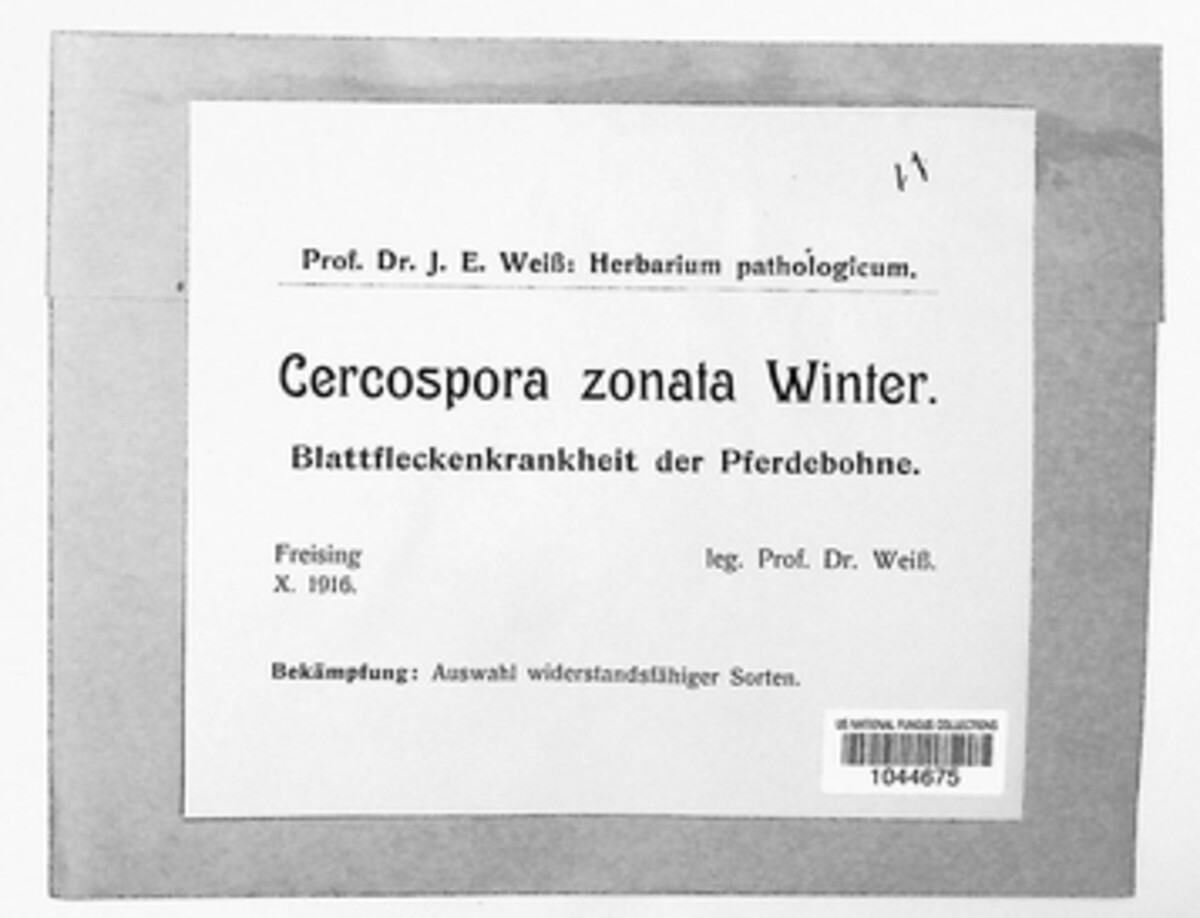 Prof. Dr. J. E. Weiß: Herbarium pathologicum.
Cercospora zonata Winter.
Blattfleckenkrankheit der Pferdebohne.
Freising
X. 1916.
leg. Prof. Dr. Weiß.
Bekämpfung: Auswahl widerstandsfähiger Sorten.
US NATIONAL FUNGUS COLLECTIONS
1044675